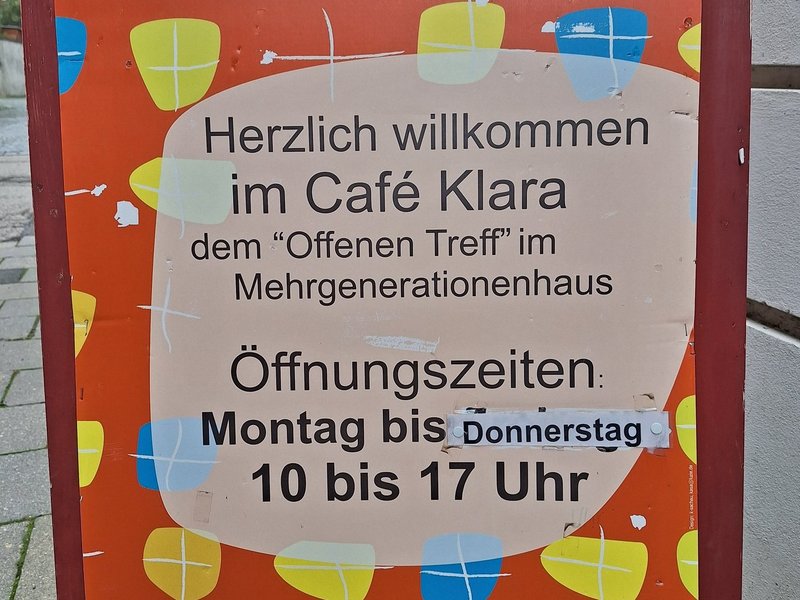 Herzlich willkommen
im Café Klara
dem “Offenen Treff” im
Mehrgenerationenhaus
Öffnungszeiten:
Montag bis Donnerstag
10 bis 17 Uhr